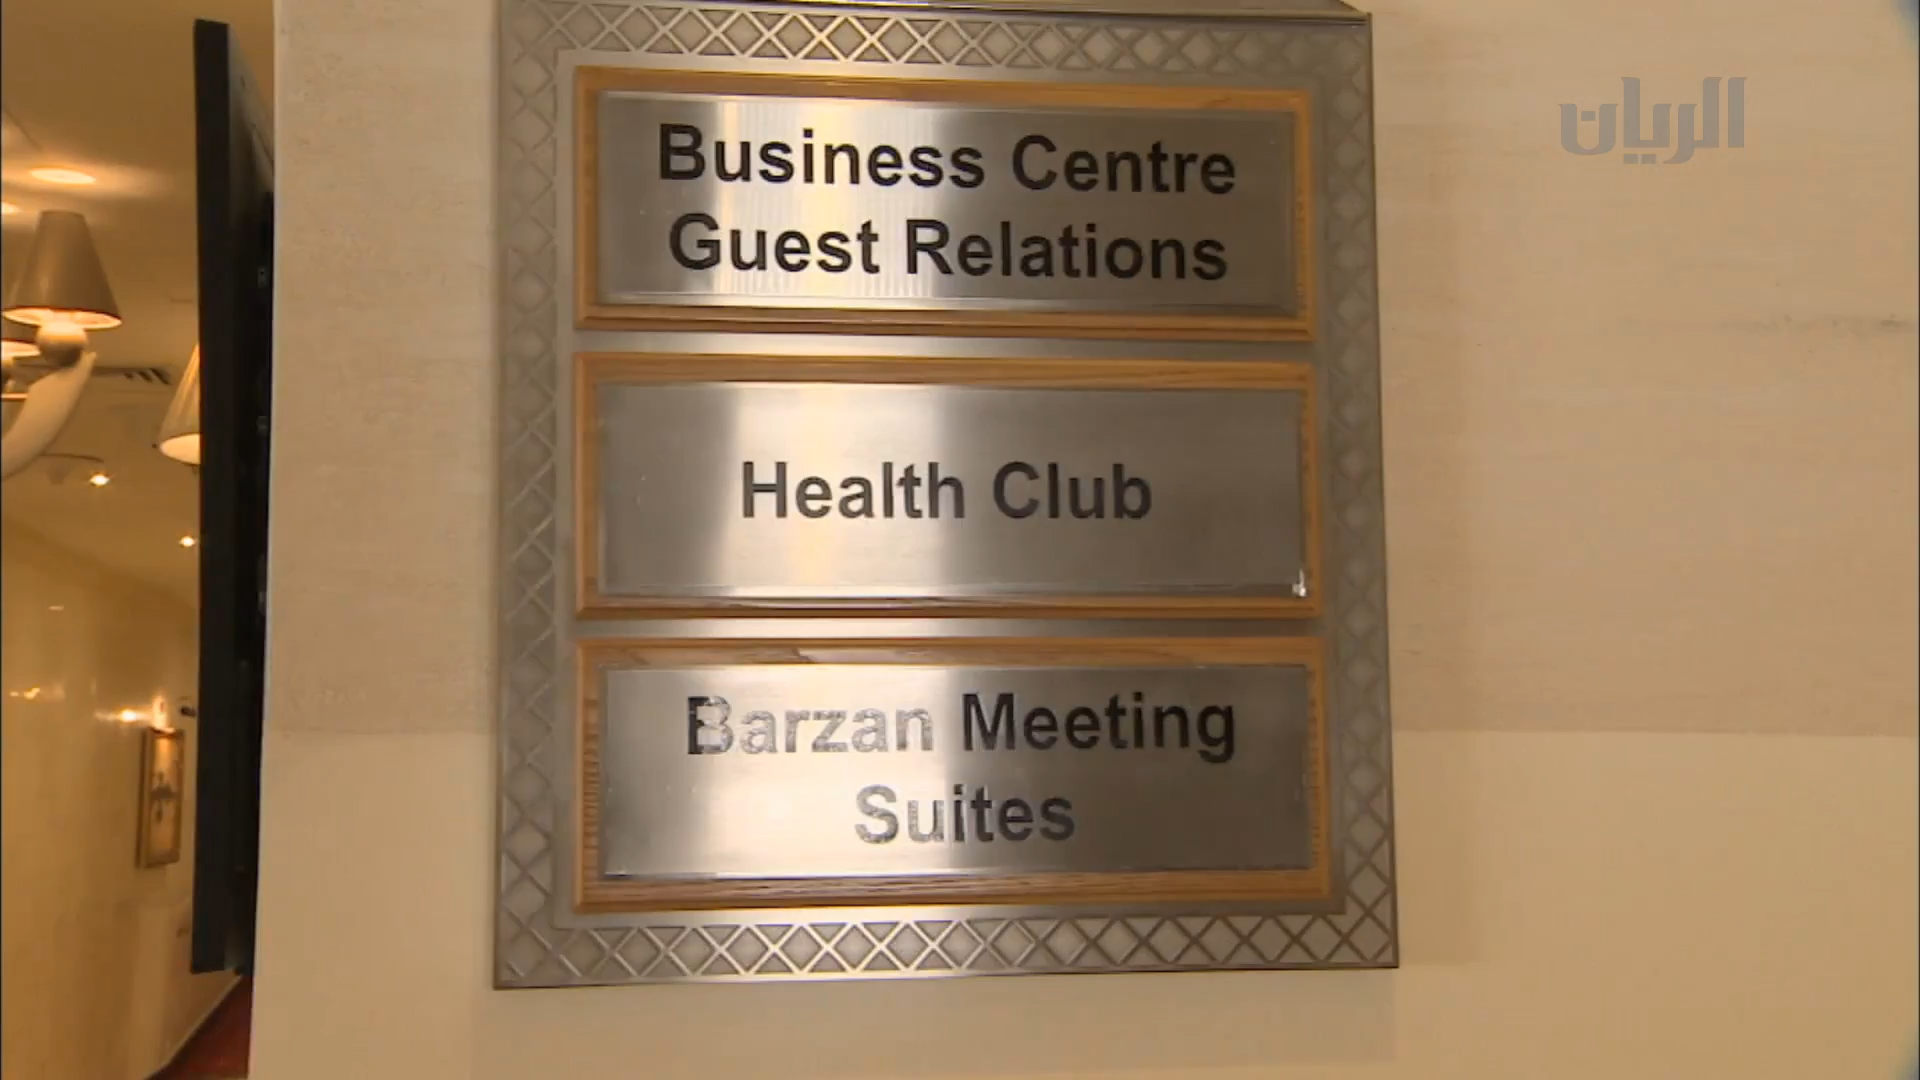 الريان
Business Centre
Guest Relations
Health Club
Barzan Meeting
Suites